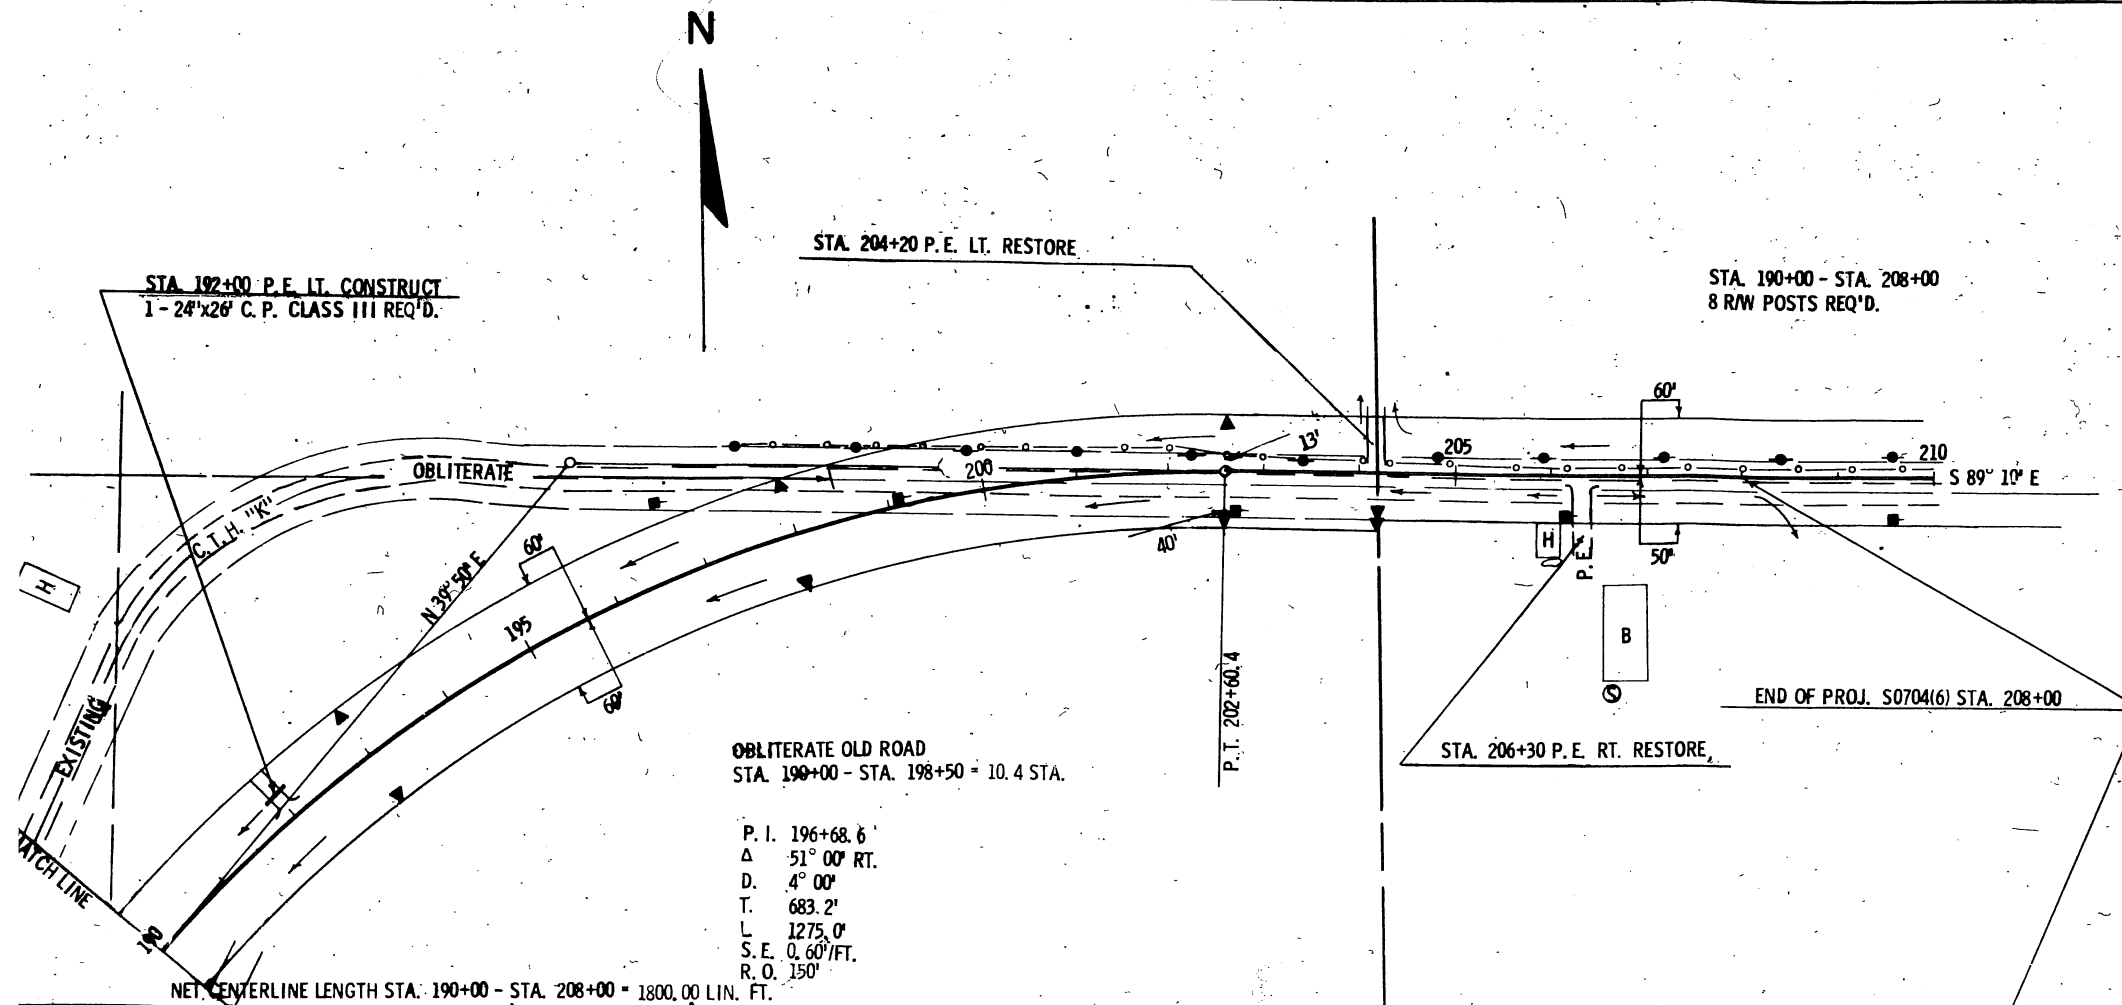 N
STA. 204+20 P.E. LT. RESTORE
STA. 192+00 P.E. LT. CONSTRUCT
1 - 24"x26' C.P. CLASS III REQ'D.
STA. 190+00 - STA. 208+00
8 R/W POSTS REQ'D.
60'
13'
205
210
OBLITERATE
200
S 89° 10' E
C.T.H. "K"
40'
H
P.E.
50'
60'
H
N 39° 50' E
195
B
60'
S
P.T. 202+60.4
EXISTING
END OF PROJ. S0704(6) STA. 208+00
OBLITERATE OLD ROAD
STA. 190+00 - STA. 198+50 = 10.4 STA.
STA. 206+30 P.E. RT. RESTORE
P.I. 196+68.6
Δ 51° 00' RT.
D. 4° 00'
T. 683.2'
L 1275.0'
S.E. 0.60'/FT.
R.O. 150'
MATCH LINE
190
NET CENTERLINE LENGTH STA. 190+00 - STA. 208+00 = 1800.00 LIN. FT.